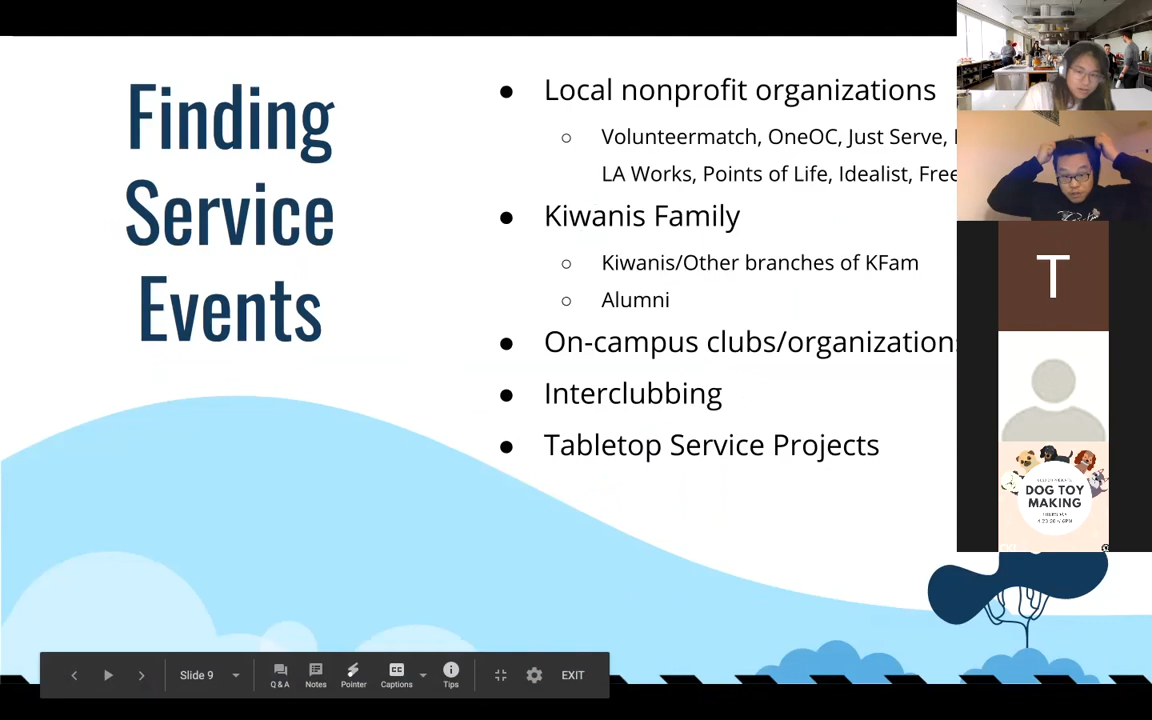 Finding
Service
Events
● Local nonprofit organizations
○ Volunteermatch, OneOC, Just Serve,
LA Works, Points of Life, Idealist, Free
● Kiwanis Family
○ Kiwanis/Other branches of KFam
○ Alumni
● On-campus clubs/organizations
● Interclubbing
● Tabletop Service Projects
T
DOG TOY
MAKING
Slide 9
Q & A
Notes
Pointer
CC
Captions
Tips
EXIT